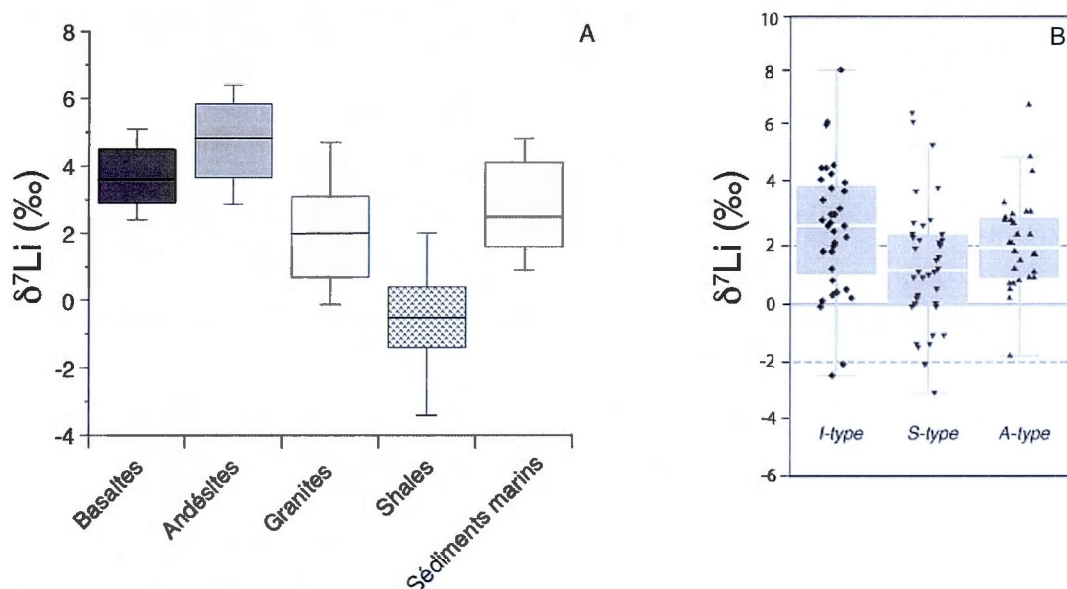 A
δ⁷Li (‰)
8
6
4
2
0
-2
-4
Basaltes
Andésites
Granites
Shales
Sédiments marins
B
δ⁷Li (‰)
10
8
6
4
2
0
-2
-4
-6
I-type
S-type
A-type